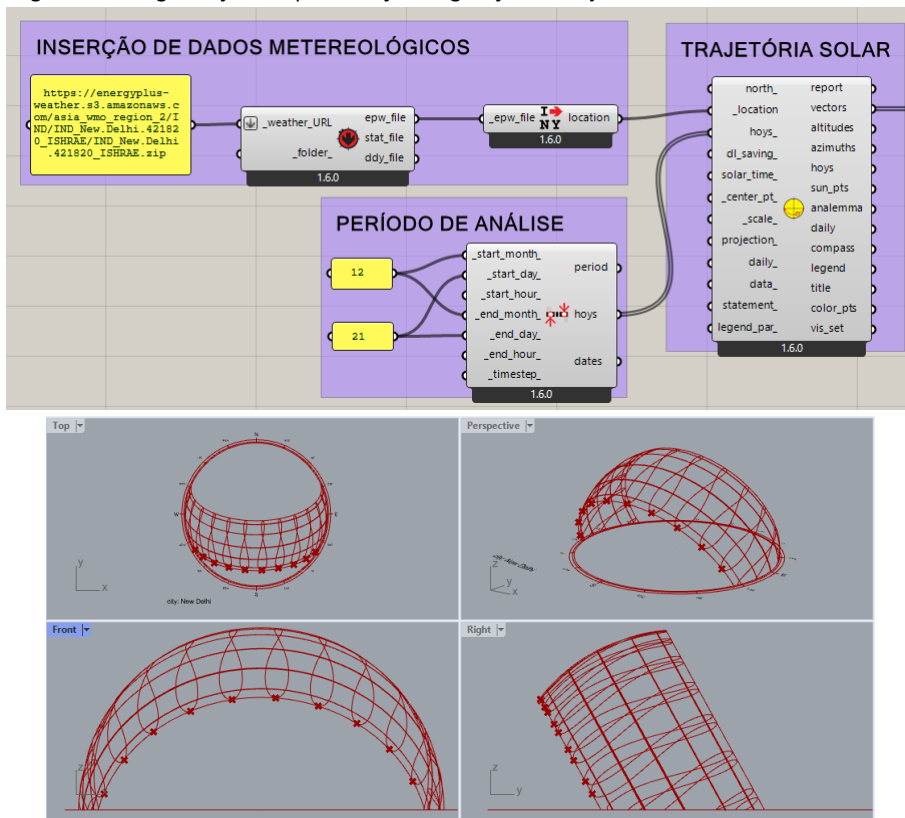 INSERÇÃO DE DADOS METEREOLÓGICOS
https://energyplus-
weather.s3.amazonaws.c
om/asia_wmo_region_2/I
ND/IND_New.Delhi.42182
0_ISHRAE/IND_New.Delhi
.421820_ISHRAE.zip
_weather_URL
_folder_
epw_file
stat_file
ddy_file
1.6.0
_epw_file
location
1.6.0
PERÍODO DE ANÁLISE
12
21
_start_month_
_start_day_
_start_hour_
_end_month_
_end_day_
_end_hour_
_timestep_
period
hoys
dates
1.6.0
TRAJETÓRIA SOLAR
north_
_location
hoys_
dl_saving_
solar_time_
_center_pt_
_scale_
projection_
daily_
data_
statement_
legend_par_
report
vectors
altitudes
azimuths
hoys
sun_pts
analemma
daily
compass
legend
title
color_pts
vis_set
1.6.0
Top
N
W
E
S
y
x
city: New Delhi
Perspective
city: New Delhi
z
y
x
Front
z
x
Right
z
y